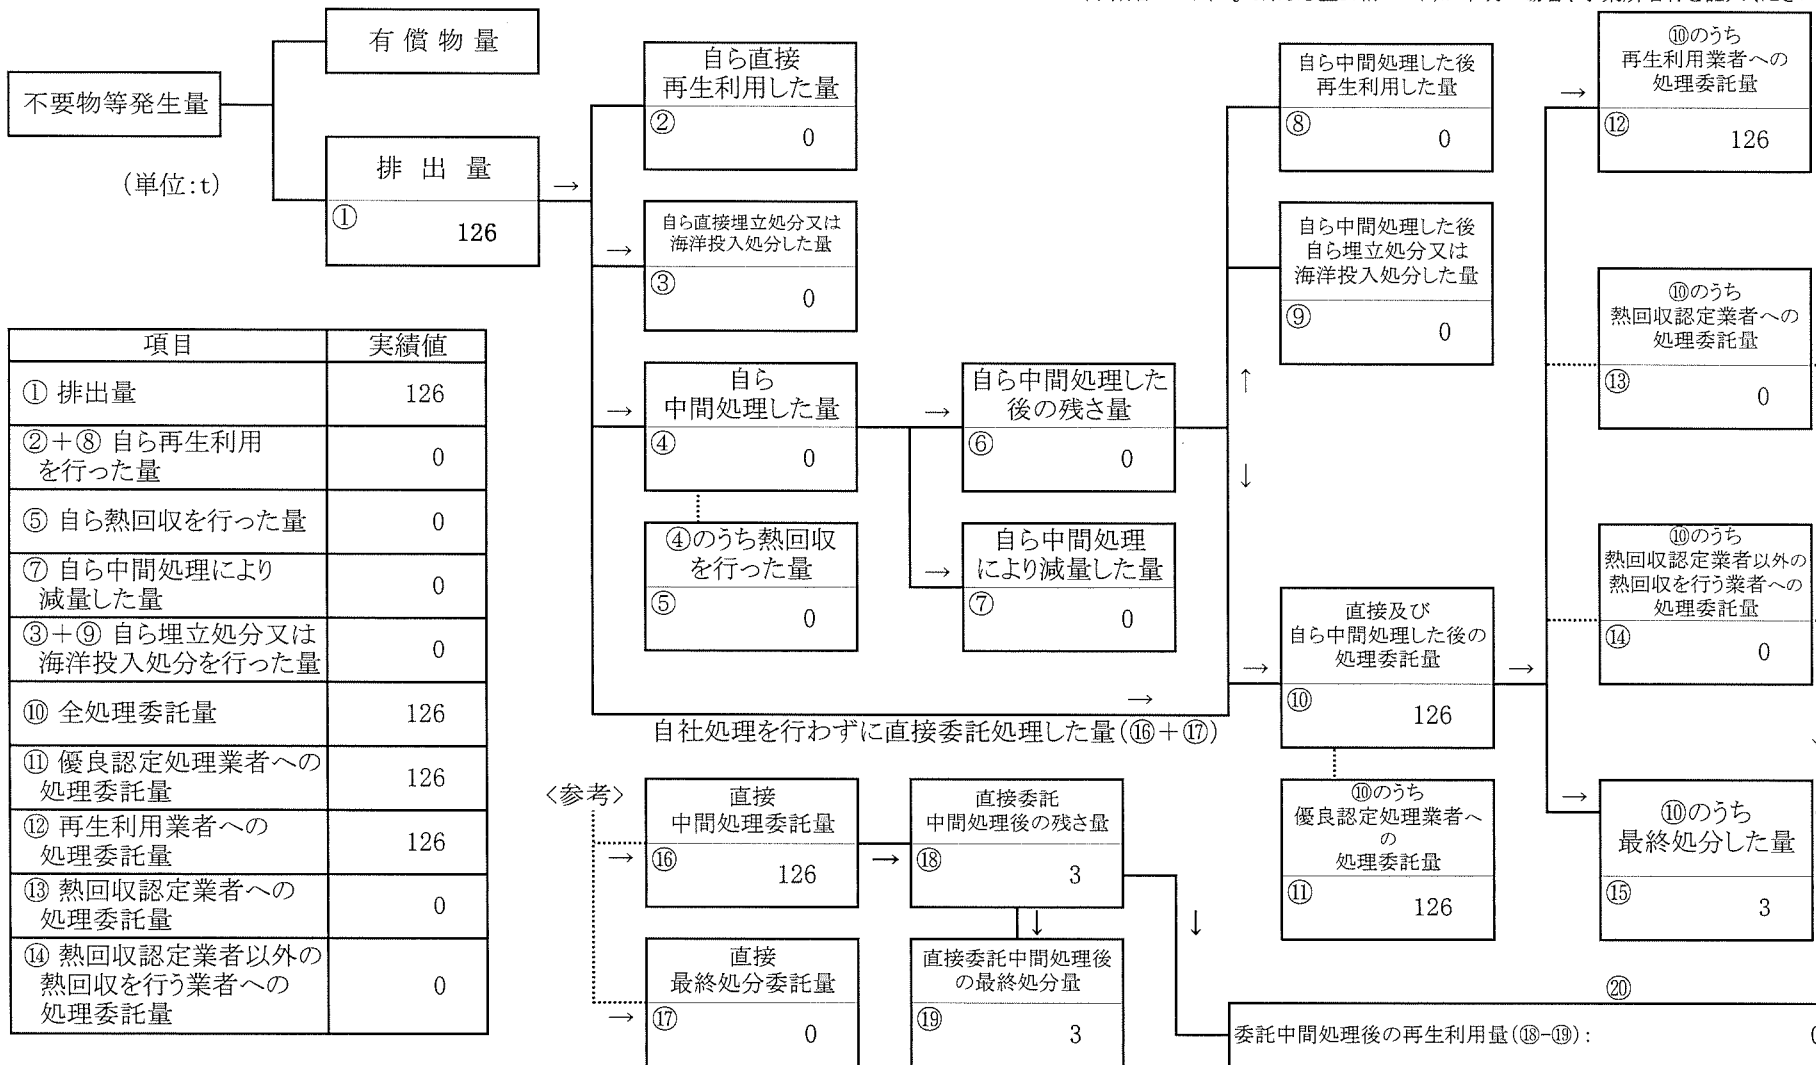 有償物量
不要物等発生量
(単位:t)
排出量
①
126
→
自ら直接
再生利用した量
②
0
→
自ら直接埋立処分又は
海洋投入処分した量
③
0
→
自ら
中間処理した量
④
0
④のうち熱回収
を行った量
⑤
0
→
自ら中間処理した
後の残さ量
⑥
0
→
自ら中間処理
により減量した量
⑦
0
↑
↓
自ら中間処理した後
再生利用した量
⑧
0
自ら中間処理した後
自ら埋立処分又は
海洋投入処分した量
⑨
0
→
直接及び
自ら中間処理した後の
処理委託量
⑩
126
⑩のうち
優良認定処理業者へ
の
処理委託量
⑪
126
→
→
⑩のうち
再生利用業者への
処理委託量
⑫
126
⑩のうち
熱回収認定業者への
処理委託量
⑬
0
⑩のうち
熱回収認定業者以外の
熱回収を行う業者への
処理委託量
⑭
0
→
⑩のうち
最終処分した量
⑮
3
→
自社処理を行わずに直接委託処理した量(⑯+⑰)
<参考>
→
直接
中間処理委託量
⑯
126
→
直接委託
中間処理後の残さ量
⑱
3
↓
↓
→
直接
最終処分委託量
⑰
0
直接委託中間処理後
の最終処分量
⑲
3
⑳
委託中間処理後の再生利用量(⑱-⑲):
項目 実績値
① 排出量 126
②+⑧ 自ら再生利用
を行った量 0
⑤ 自ら熱回収を行った量 0
⑦ 自ら中間処理により
減量した量 0
③+⑨ 自ら埋立処分又は
海洋投入処分を行った量 0
⑩ 全処理委託量 126
⑪ 優良認定処理業者への
処理委託量 126
⑫ 再生利用業者への
処理委託量 126
⑬ 熱回収認定業者への
処理委託量 0
⑭ 熱回収認定業者以外の
熱回収を行う業者への
処理委託量 0